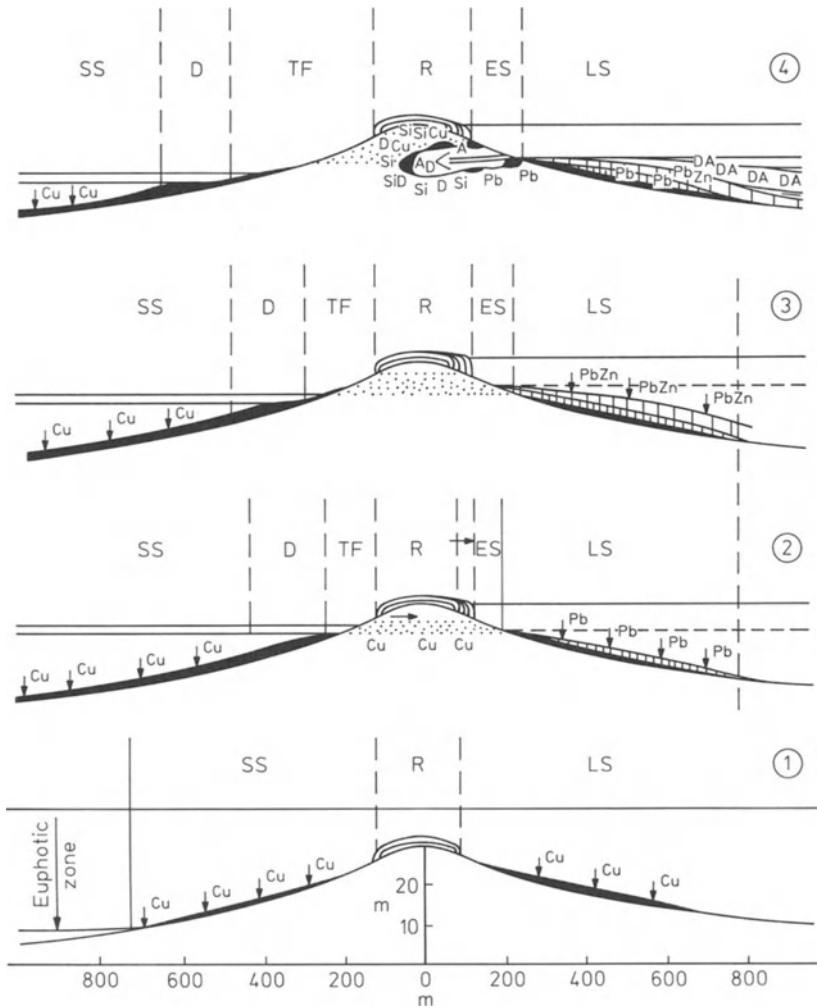 SS D TF R ES LS 4
Si Si Cu
D Cu A
Si
Cu Cu A D Pb Pb Pb Pb Pb Zn DA DA DA DA DA
Si D Si D Si
SS D TF R ES LS 3
PbZn
PbZn
Cu Cu Cu PbZn
SS D TF R ES LS 2
Cu Cu Cu Cu Cu Cu Cu Pb Pb Pb Pb
SS R LS 1
Euphotic
zone
Cu Cu Cu Cu Cu Cu Cu
20
m
10
800 600 400 200 0 200 400 600 800
m